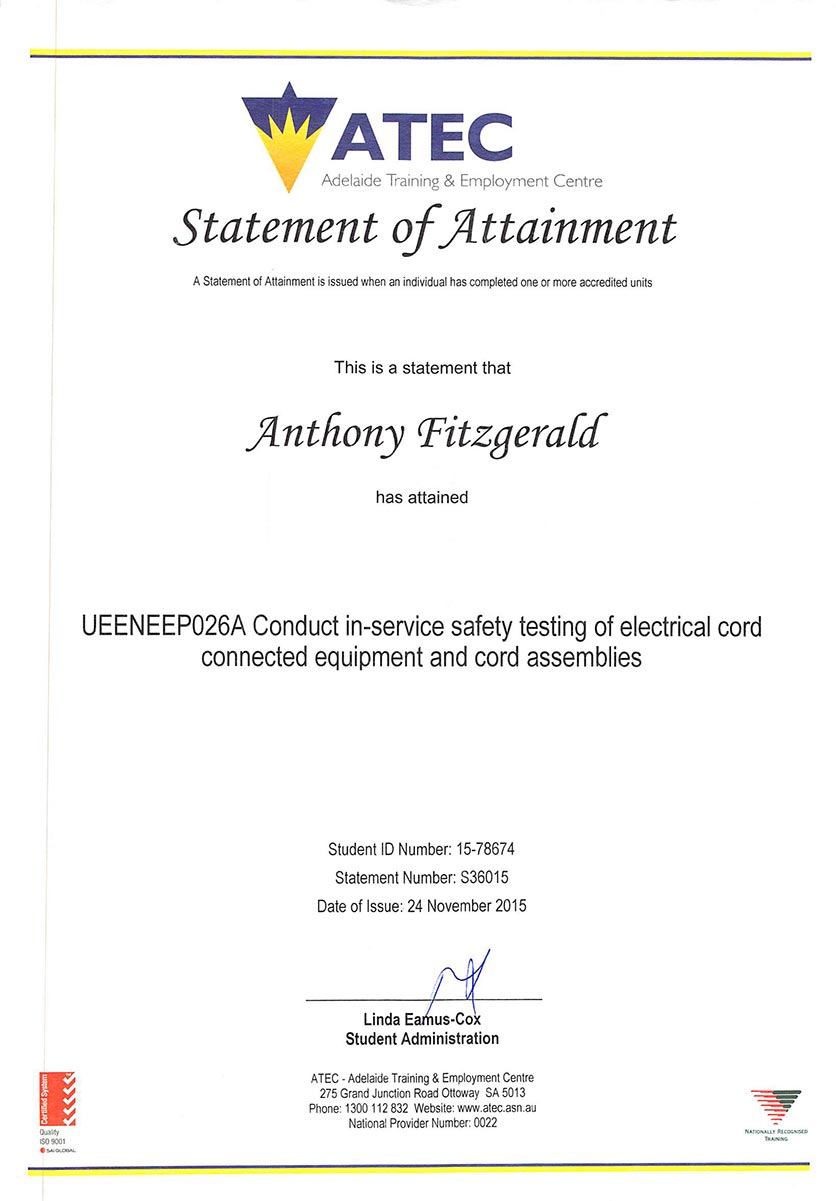 ATEC
Adelaide Training & Employment Centre
Statement of Attainment
A Statement of Attainment is issued when an individual has completed one or more accredited units
This is a statement that
Anthony Fitzgerald
has attained
UEENEEP026A Conduct in-service safety testing of electrical cord
connected equipment and cord assemblies
Student ID Number: 15-78674
Statement Number: S36015
Date of Issue: 24 November 2015
Linda Eamus-Cox
Student Administration
ATEC - Adelaide Training & Employment Centre
275 Grand Junction Road Ottoway SA 5013
Phone: 1300 112 832 Website: www.atec.asn.au
National Provider Number: 0022
Certified System
Quality
ISO 9001
SAI GLOBAL
NATIONALLY RECOGNISED
TRAINING